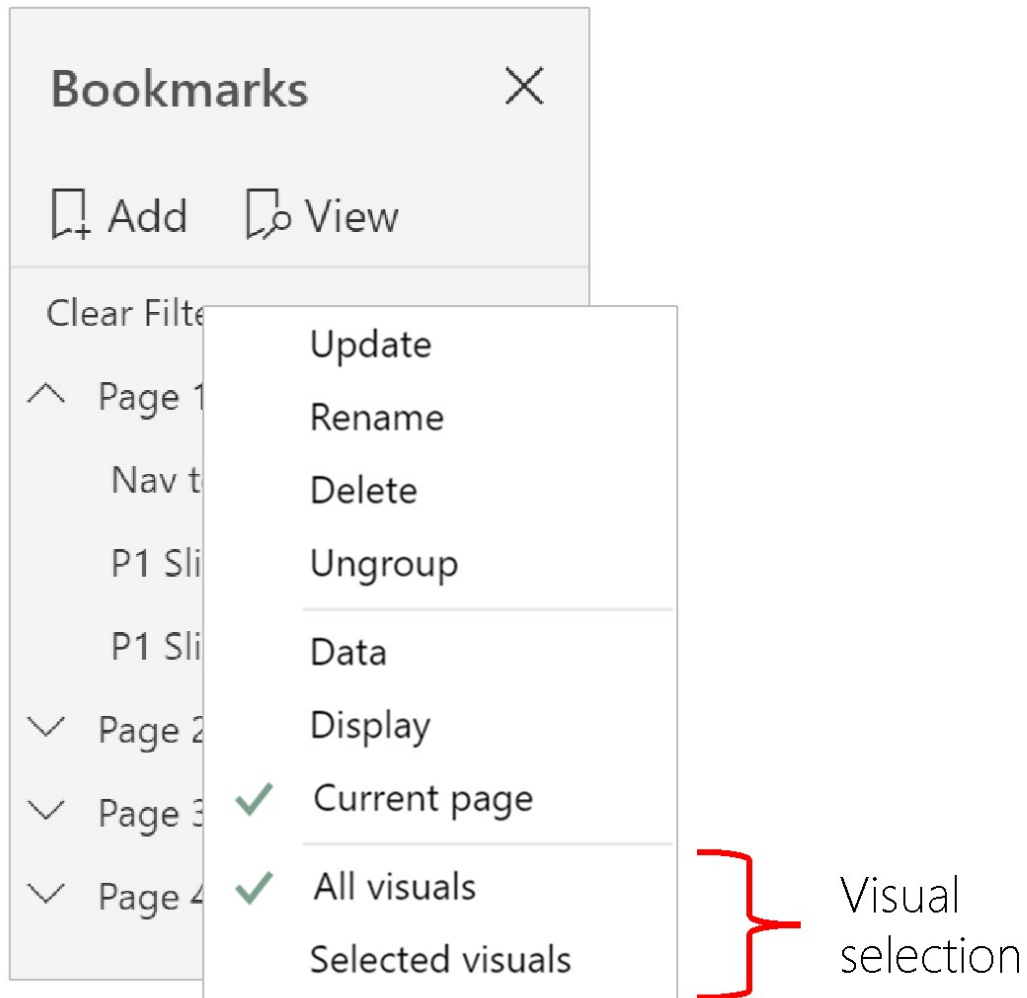 Bookmarks
Add View
Clear Filte
Page 1
Nav t
P1 Sli
P1 Sli
Page 2
Page 3
Page 4
Update
Rename
Delete
Ungroup
Data
Display
Current page
All visuals
Selected visuals
Visual
selection